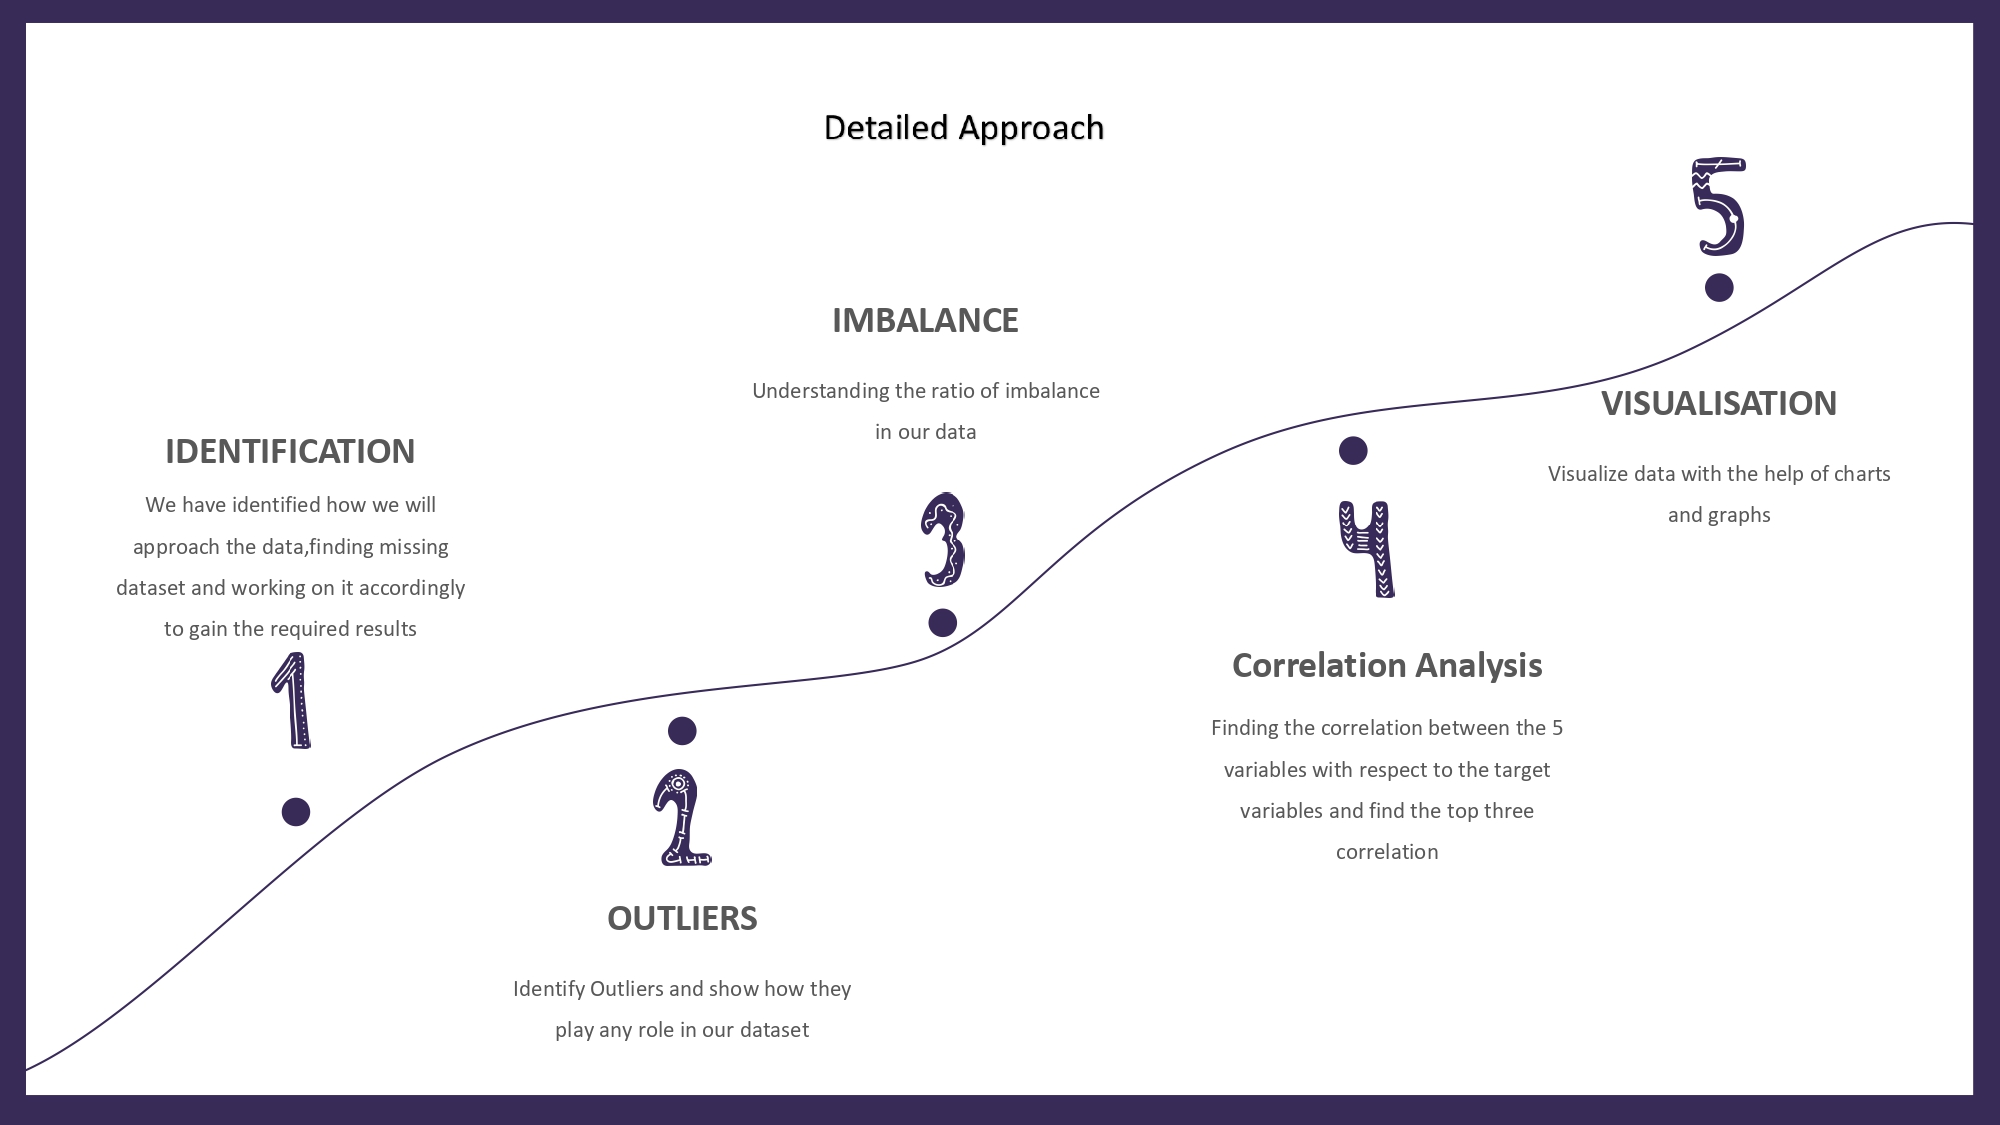 Detailed Approach
IDENTIFICATION
We have identified how we will
approach the data,finding missing
dataset and working on it accordingly
to gain the required results
1
2
OUTLIERS
Identify Outliers and show how they
play any role in our dataset
IMBALANCE
Understanding the ratio of imbalance
in our data
3
4
Correlation Analysis
Finding the correlation between the 5
variables with respect to the target
variables and find the top three
correlation
5
VISUALISATION
Visualize data with the help of charts
and graphs